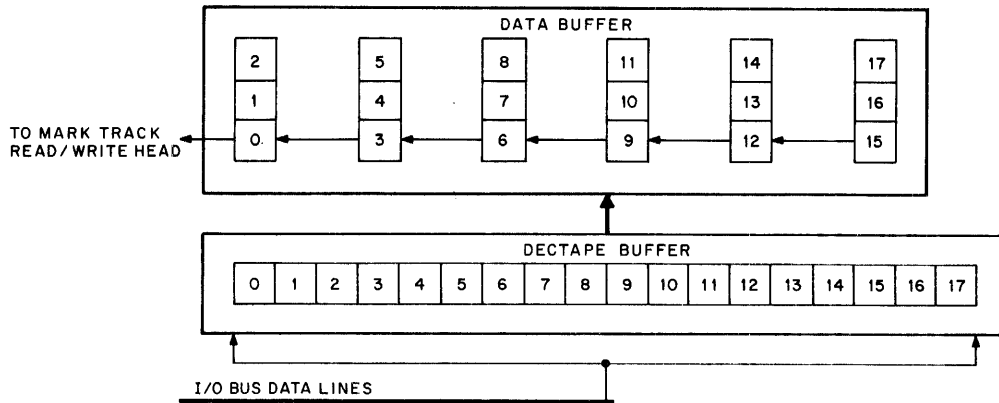 DATA BUFFER
2 5 8 11 14 17
1 4 7 10 13 16
TO MARK TRACK
READ/WRITE HEAD
0 3 6 9 12 15
DECTAPE BUFFER
0 1 2 3 4 5 6 7 8 9 10 11 12 13 14 15 16 17
I/O BUS DATA LINES